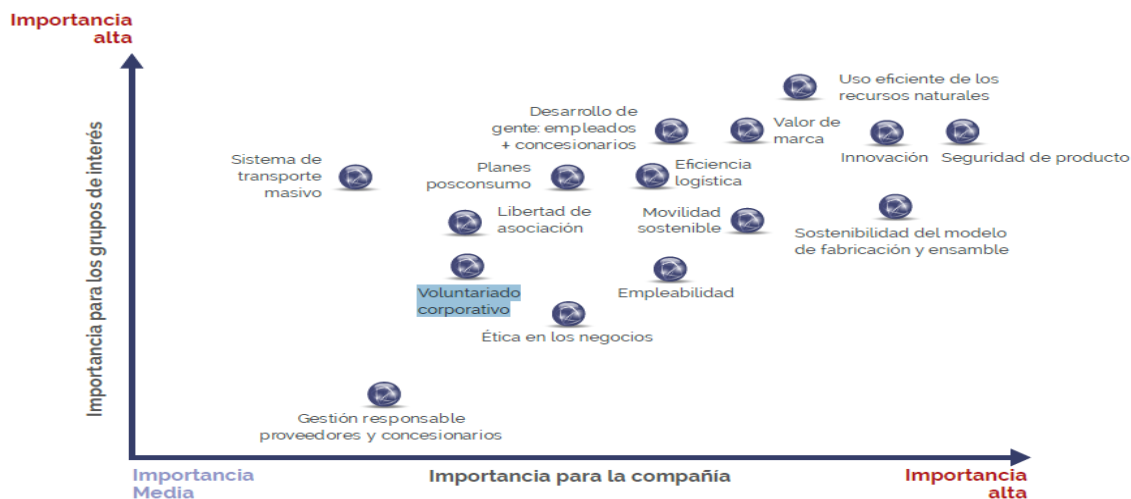 Importancia
alta
Importancia para los grupos de interés
Uso eficiente de los
recursos naturales
Desarrollo de
gente: empleados
+ concesionarios
Valor de
marca
Innovación
Seguridad de producto
Sistema de
transporte
masivo
Planes
posconsumo
Eficiencia
logística
Libertad de
asociación
Movilidad
sostenible
Sostenibilidad del modelo
de fabricación y ensamble
Voluntariado
corporativo
Empleabilidad
Ética en los negocios
Gestión responsable
proveedores y concesionarios
Importancia
Media
Importancia para la compañía
Importancia
alta